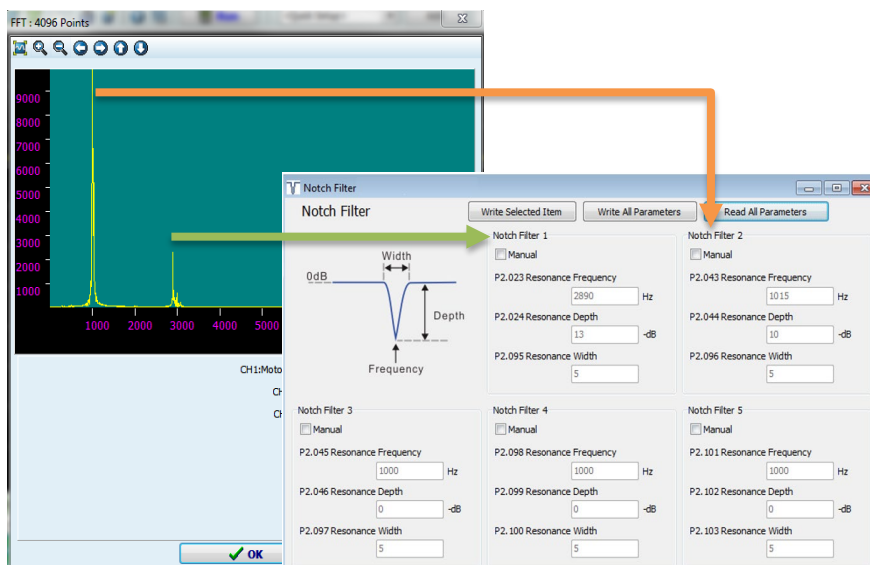 FFT : 4096 Points
9000
8000
7000
6000
5000
4000
3000
2000
1000
1000 2000 3000 4000 5000
OK
Notch Filter
Notch Filter
Write Selected Item
Write All Parameters
Read All Parameters
0dB
Width
Depth
Frequency
Notch Filter 1
Manual
P2.023 Resonance Frequency
2890 Hz
P2.024 Resonance Depth
13 -dB
P2.095 Resonance Width
5
Notch Filter 2
Manual
P2.043 Resonance Frequency
1015 Hz
P2.044 Resonance Depth
10 -dB
P2.096 Resonance Width
5
Notch Filter 3
Manual
P2.045 Resonance Frequency
1000 Hz
P2.046 Resonance Depth
0 -dB
P2.097 Resonance Width
5
Notch Filter 4
Manual
P2.098 Resonance Frequency
1000 Hz
P2.099 Resonance Depth
0 -dB
P2.100 Resonance Width
5
Notch Filter 5
Manual
P2.101 Resonance Frequency
1000 Hz
P2.102 Resonance Depth
0 -dB
P2.103 Resonance Width
5